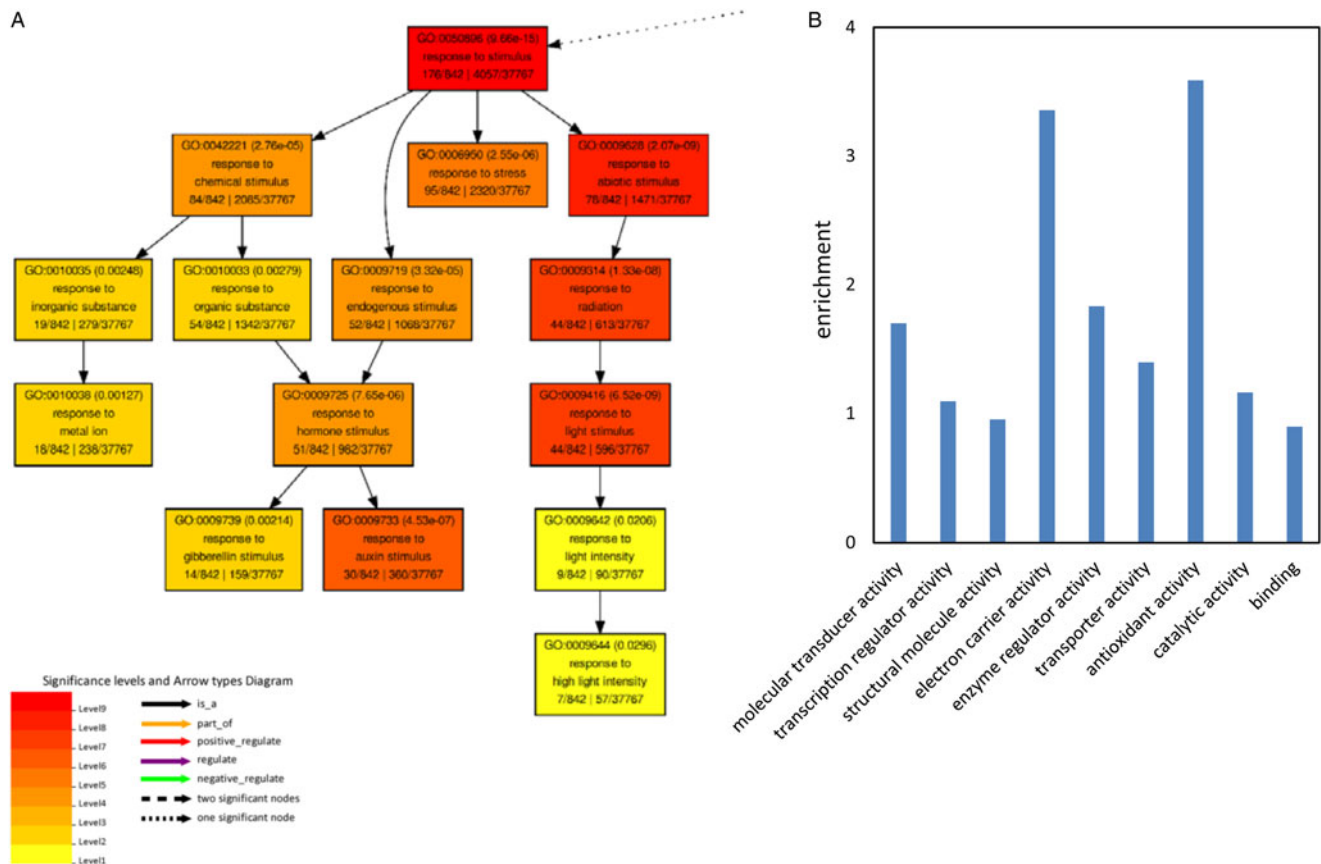 A
GO:0050896 (9.66e-15)
response to stimulus
176/842 | 4057/37767
GO:0042221 (2.76e-05)
response to
chemical stimulus
84/842 | 2085/37767
GO:0006950 (2.55e-06)
response to stress
95/842 | 2320/37767
GO:0009628 (2.07e-09)
response to
abiotic stimulus
78/842 | 1471/37767
GO:0010035 (0.00248)
response to
inorganic substance
19/842 | 279/37767
GO:0010033 (0.00279)
response to
organic substance
54/842 | 1342/37767
GO:0009719 (3.32e-05)
response to
endogenous stimulus
52/842 | 1068/37767
GO:0009314 (1.33e-08)
response to
radiation
44/842 | 613/37767
GO:0010038 (0.00127)
response to
metal ion
18/842 | 238/37767
GO:0009725 (7.65e-06)
response to
hormone stimulus
51/842 | 982/37767
GO:0009416 (6.52e-09)
response to
light stimulus
44/842 | 596/37767
GO:0009739 (0.00214)
response to
gibberellin stimulus
14/842 | 159/37767
GO:0009733 (4.53e-07)
response to
auxin stimulus
30/842 | 360/37767
GO:0009642 (0.0206)
response to
light intensity
9/842 | 90/37767
GO:0009644 (0.0296)
response to
high light intensity
7/842 | 57/37767
Significance levels and Arrow types Diagram
Level9
Level8
Level7
Level6
Level5
Level4
Level3
Level2
Level1
is_a
part_of
positive_regulate
regulate
negative_regulate
two significant nodes
one significant node
B
enrichment
4
3
2
1
0
molecular transducer activity
transcription regulator activity
structural molecule activity
electron carrier activity
enzyme regulator activity
transporter activity
antioxidant activity
catalytic activity
binding